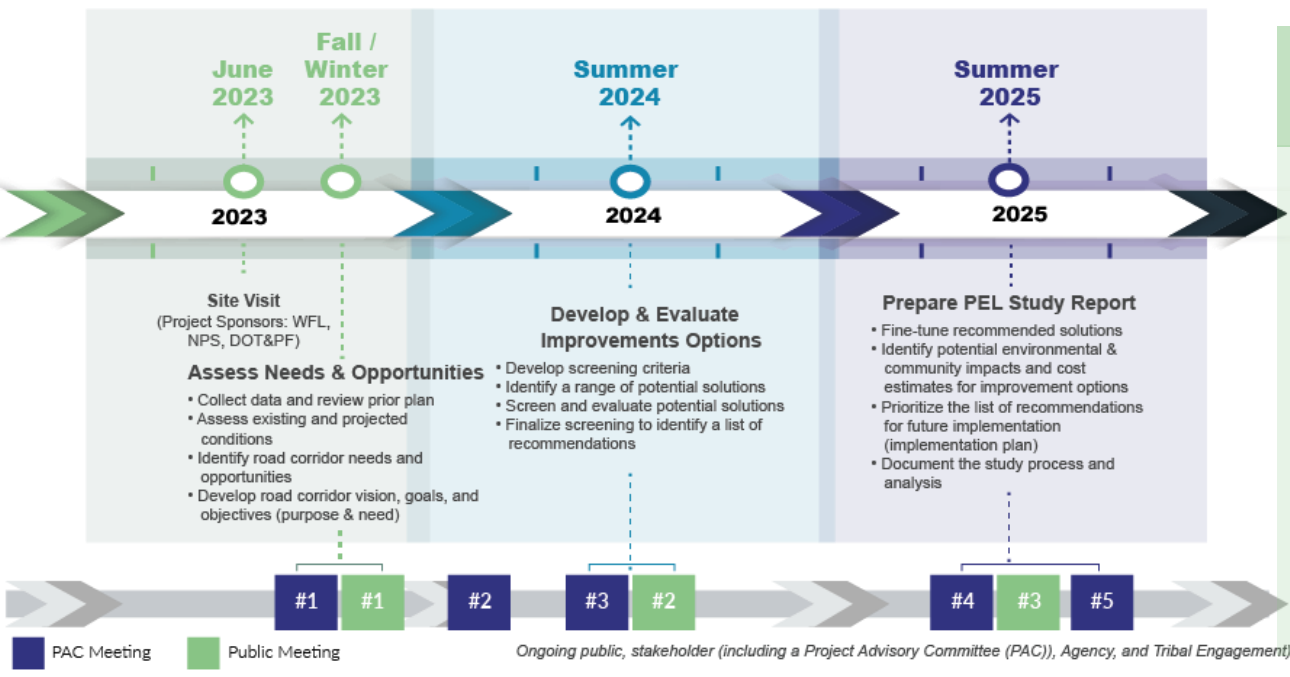 June
2023
Fall /
Winter
2023
Summer
2024
Summer
2025
2023
2024
2025
Site Visit
(Project Sponsors: WFL,
NPS, DOT&PF)
Assess Needs & Opportunities
• Collect data and review prior plan
• Assess existing and projected
conditions
• Identify road corridor needs and
opportunities
• Develop road corridor vision, goals, and
objectives (purpose & need)
Develop & Evaluate
Improvements Options
• Develop screening criteria
• Identify a range of potential solutions
• Screen and evaluate potential solutions
• Finalize screening to identify a list of
recommendations
Prepare PEL Study Report
• Fine-tune recommended solutions
• Identify potential environmental &
community impacts and cost
estimates for improvement options
• Prioritize the list of recommendations
for future implementation
(implementation plan)
• Document the study process and
analysis
#1 #1 #2 #3 #2 #4 #3 #5
PAC Meeting Public Meeting
Ongoing public, stakeholder (including a Project Advisory Committee (PAC)), Agency, and Tribal Engagement)